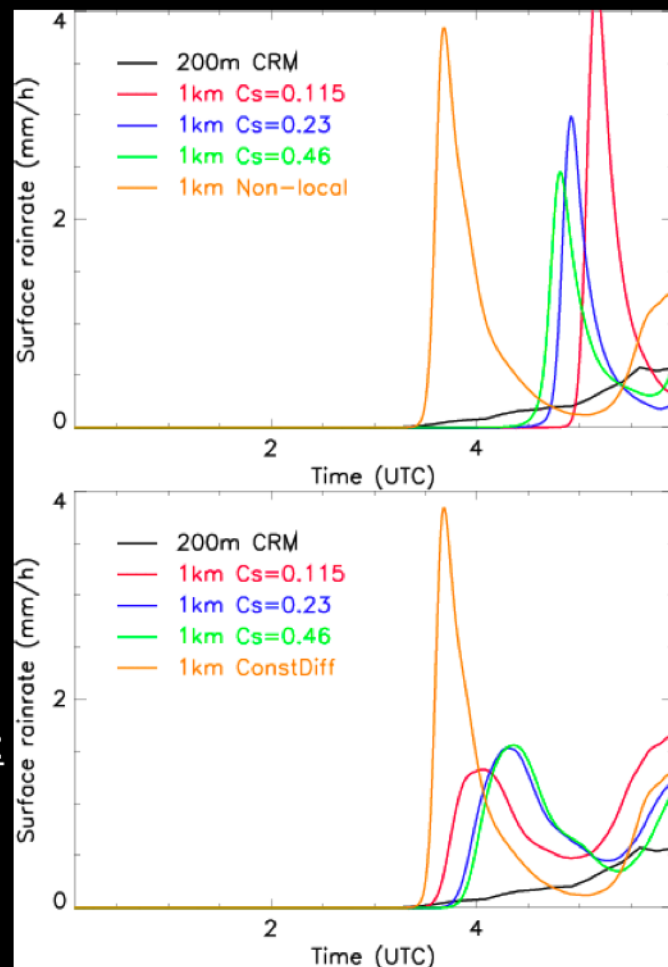 4
200m CRM
1km Cs=0.115
1km Cs=0.23
1km Cs=0.46
1km Non-local
2
0
2
4
Surface rainrate (mm/h)
Time (UTC)
4
200m CRM
1km Cs=0.115
1km Cs=0.23
1km Cs=0.46
1km ConstDiff
2
0
2
4
Surface rainrate (mm/h)
Time (UTC)